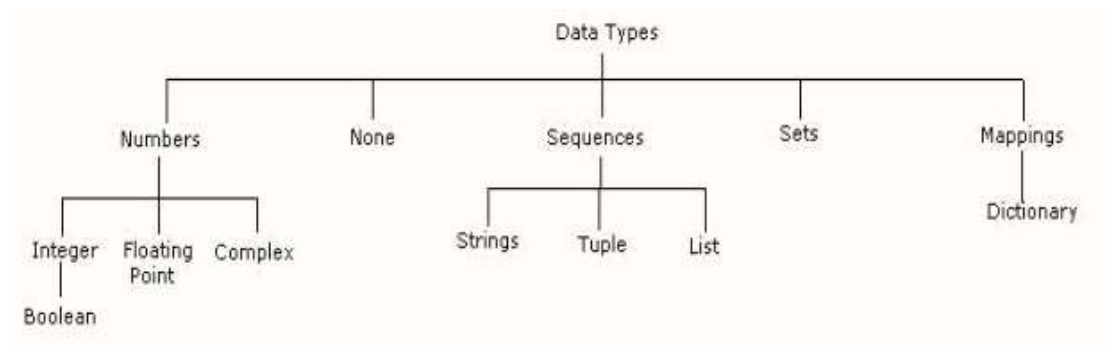 Data Types
Numbers
None
Sequences
Sets
Mappings
Integer
Floating
Point
Complex
Strings
Tuple
List
Dictionary
Boolean